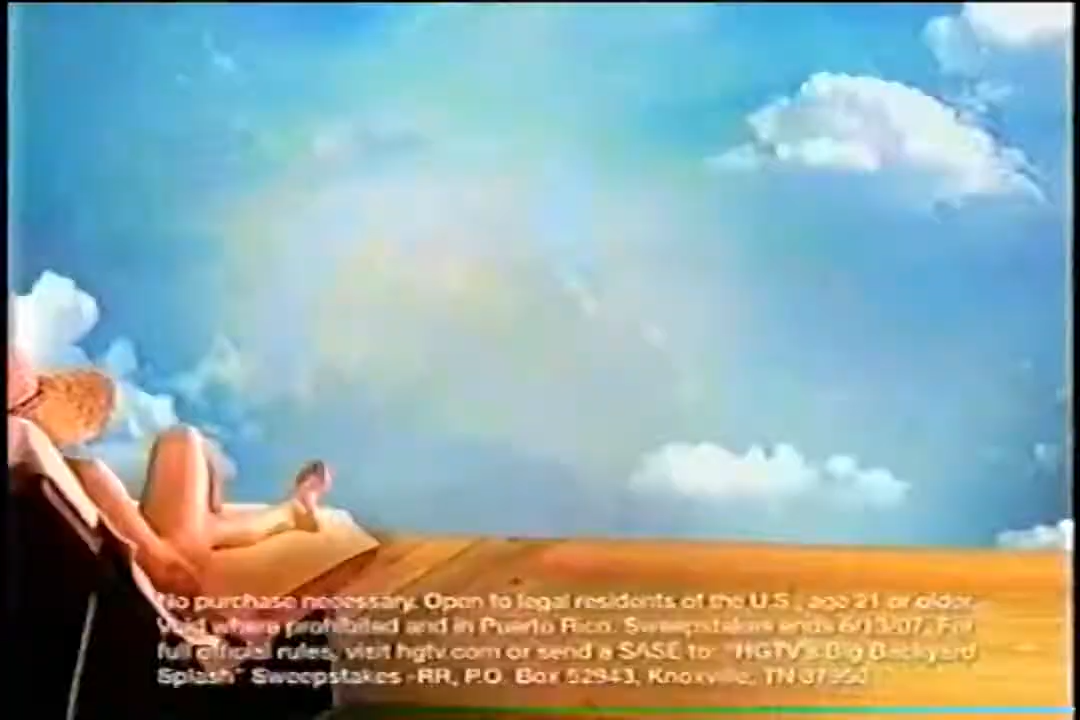 No purchase necessary. Open to legal residents of the U.S., age 21 or older.
Void where prohibited and in Puerto Rico. Sweepstakes ends 6/13/07. For
full official rules, visit hgtv.com or send a SASE to: "HGTV's Big Backyard
Splash" Sweepstakes -RR, P.O. Box 52943, Knoxville, TN